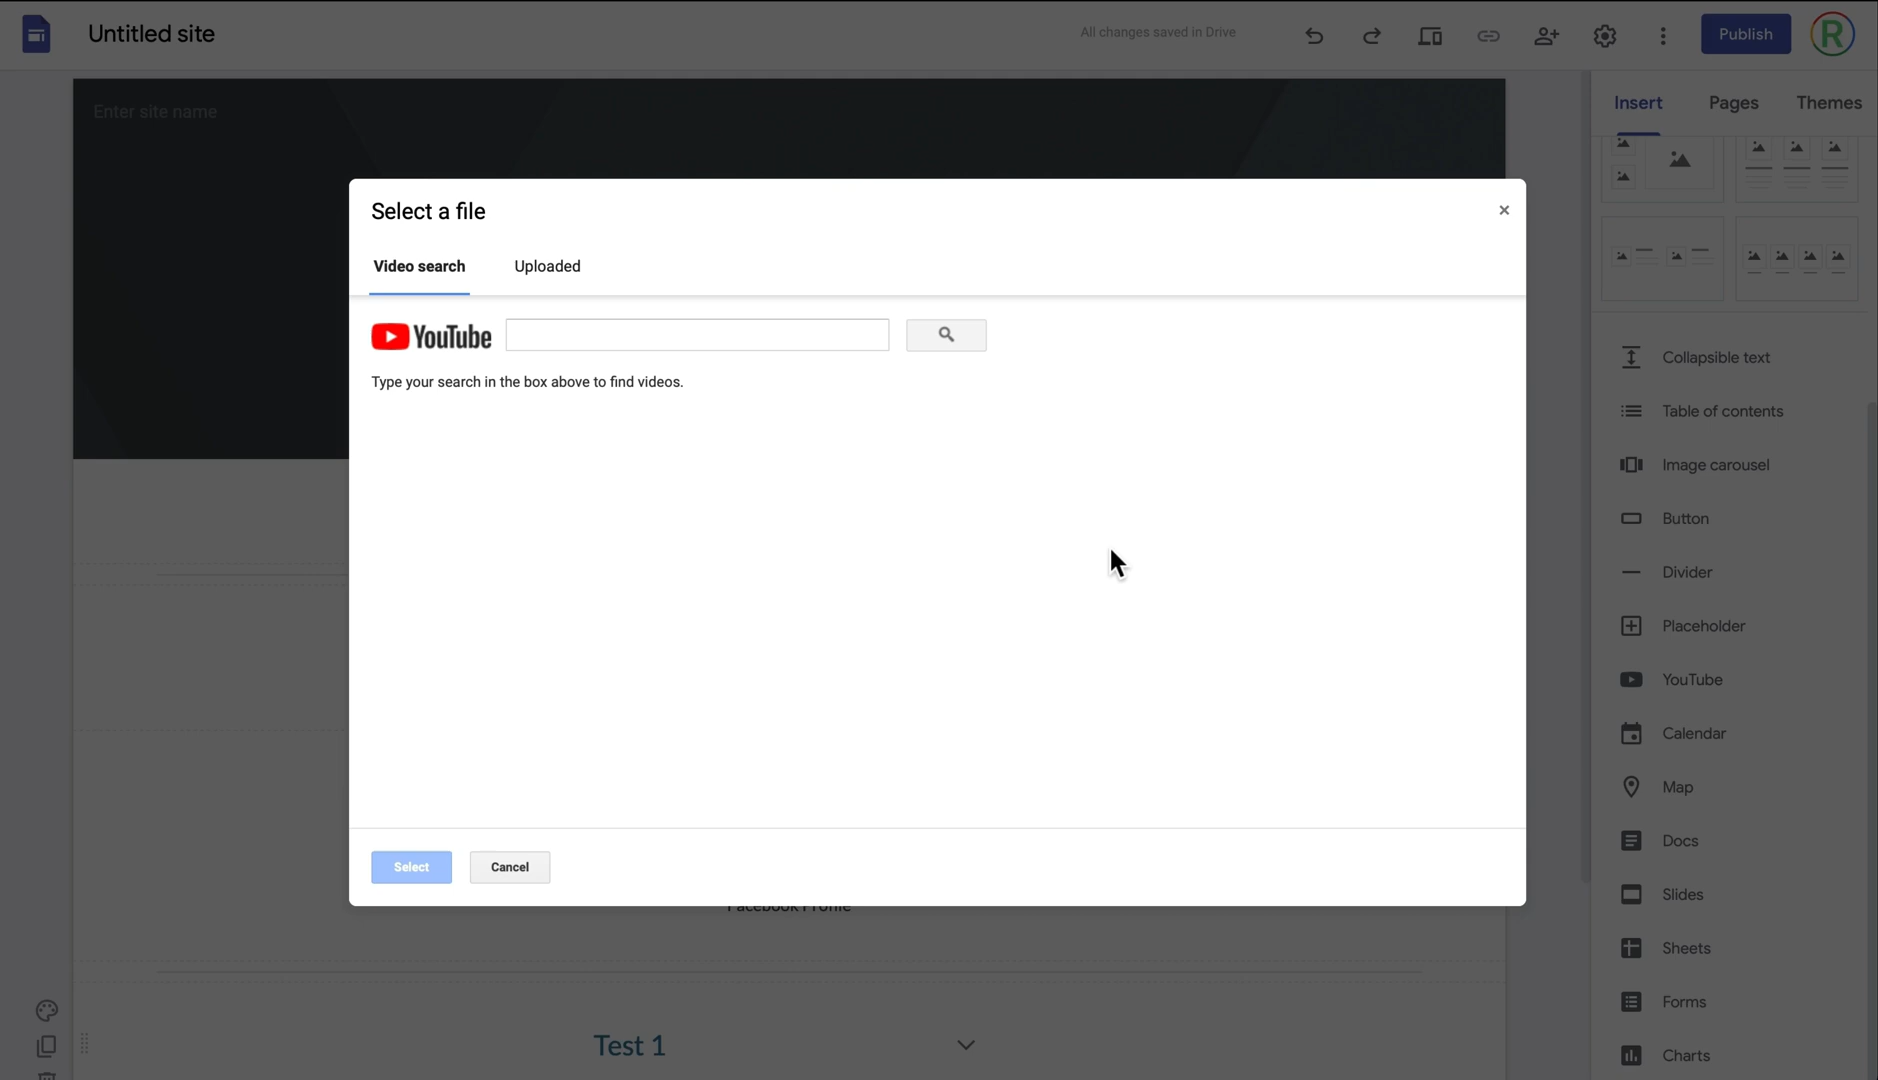 Untitled site
All changes saved in Drive
Publish
R
Enter site name
Insert
Pages
Themes
Select a file
×
Video search
Uploaded
YouTube
Type your search in the box above to find videos.
Select
Cancel
Collapsible text
Table of contents
Image carousel
Button
Divider
Placeholder
YouTube
Calendar
Map
Docs
Slides
Sheets
Forms
Charts
Facebook Profile
Test 1